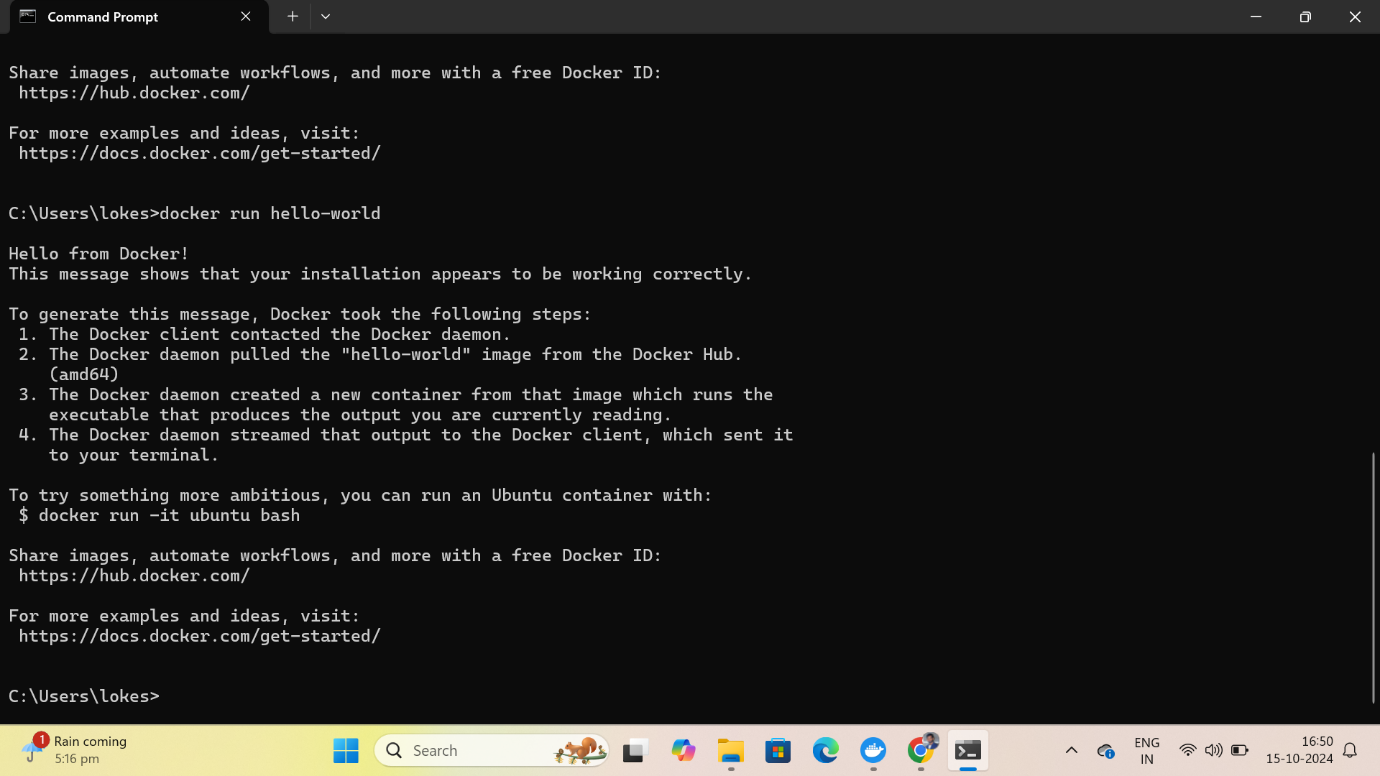 Command Prompt
Share images, automate workflows, and more with a free Docker ID:
https://hub.docker.com/
For more examples and ideas, visit:
https://docs.docker.com/get-started/
C:\Users\lokes>docker run hello-world
Hello from Docker!
This message shows that your installation appears to be working correctly.
To generate this message, Docker took the following steps:
1. The Docker client contacted the Docker daemon.
2. The Docker daemon pulled the "hello-world" image from the Docker Hub.
(amd64)
3. The Docker daemon created a new container from that image which runs the
executable that produces the output you are currently reading.
4. The Docker daemon streamed that output to the Docker client, which sent it
to your terminal.
To try something more ambitious, you can run an Ubuntu container with:
$ docker run -it ubuntu bash
Share images, automate workflows, and more with a free Docker ID:
https://hub.docker.com/
For more examples and ideas, visit:
https://docs.docker.com/get-started/
C:\Users\lokes>
1
Rain coming
5:16 pm
Search
ENG
IN
16:50
15-10-2024